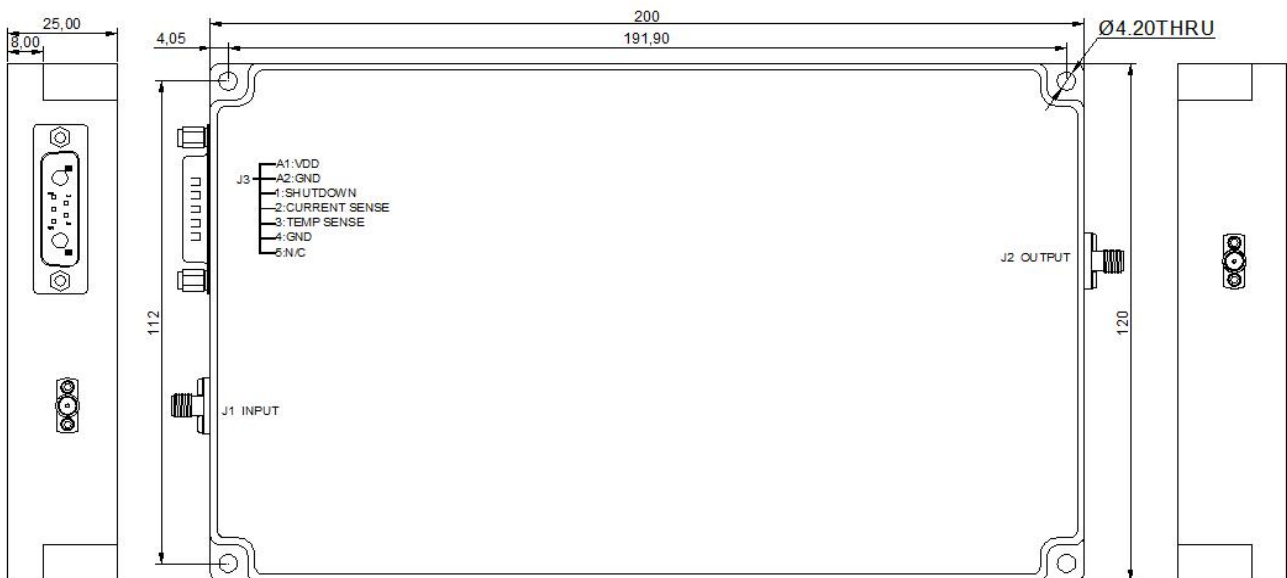 25,00
8,00
4,05
200
191,90
Ø4.20THRU
J3
A1:VDD
A2:GND
1:SHUTDOWN
2:CURRENT SENSE
3:TEMP SENSE
4:GND
5:N/C
J2 OUTPUT
112
120
J1 INPUT